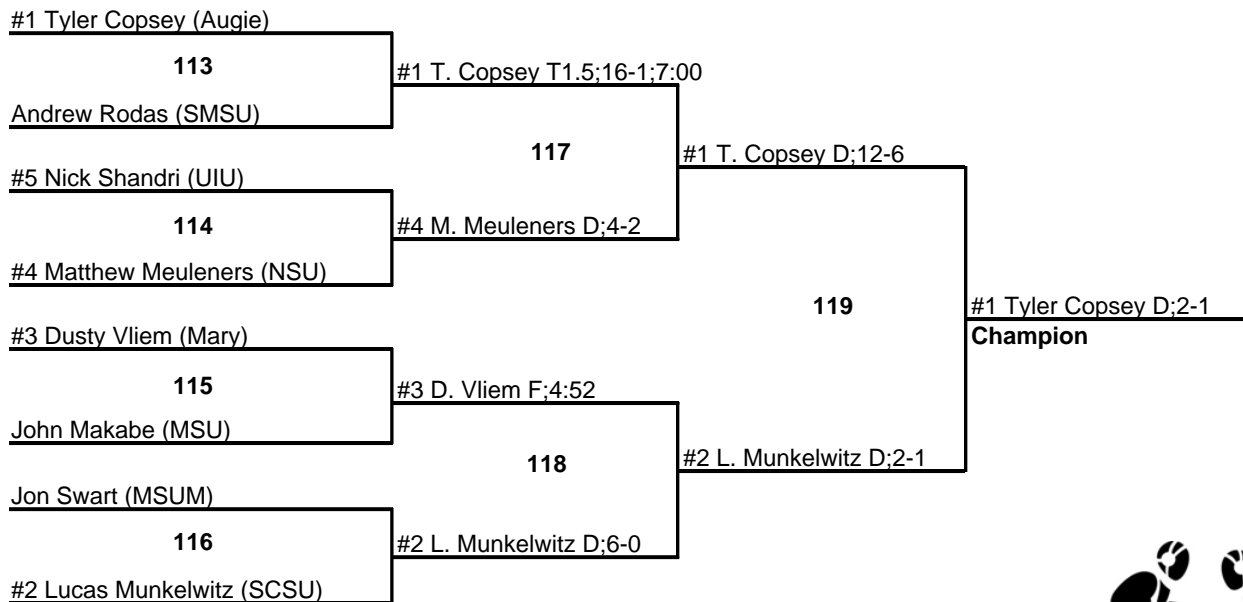 #1 Tyler Copsey (Augie)
113
#1 T. Copsey T1.5;16-1;7:00
Andrew Rodas (SMSU)
117
#1 T. Copsey D;12-6
#5 Nick Shandri (UIU)
114
#4 M. Meuleners D;4-2
#4 Matthew Meuleners (NSU)
119
#1 Tyler Copsey D;2-1
Champion
#3 Dusty Vliem (Mary)
115
#3 D. Vliem F;4:52
John Makabe (MSU)
118
#2 L. Munkelwitz D;2-1
Jon Swart (MSUM)
116
#2 L. Munkelwitz D;6-0
#2 Lucas Munkelwitz (SCSU)